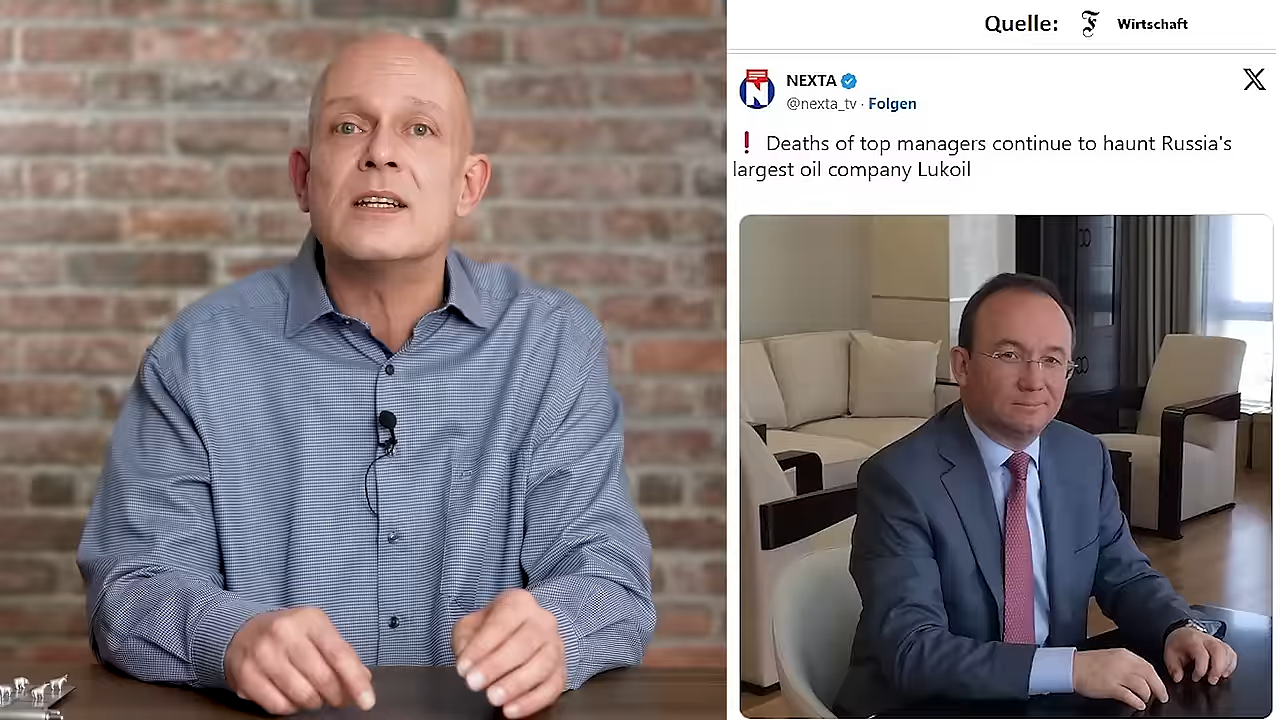 Quelle: F Wirtschaft
NEXTA
@nexta_tv · Folgen
❗ Deaths of top managers continue to haunt Russia's
largest oil company Lukoil